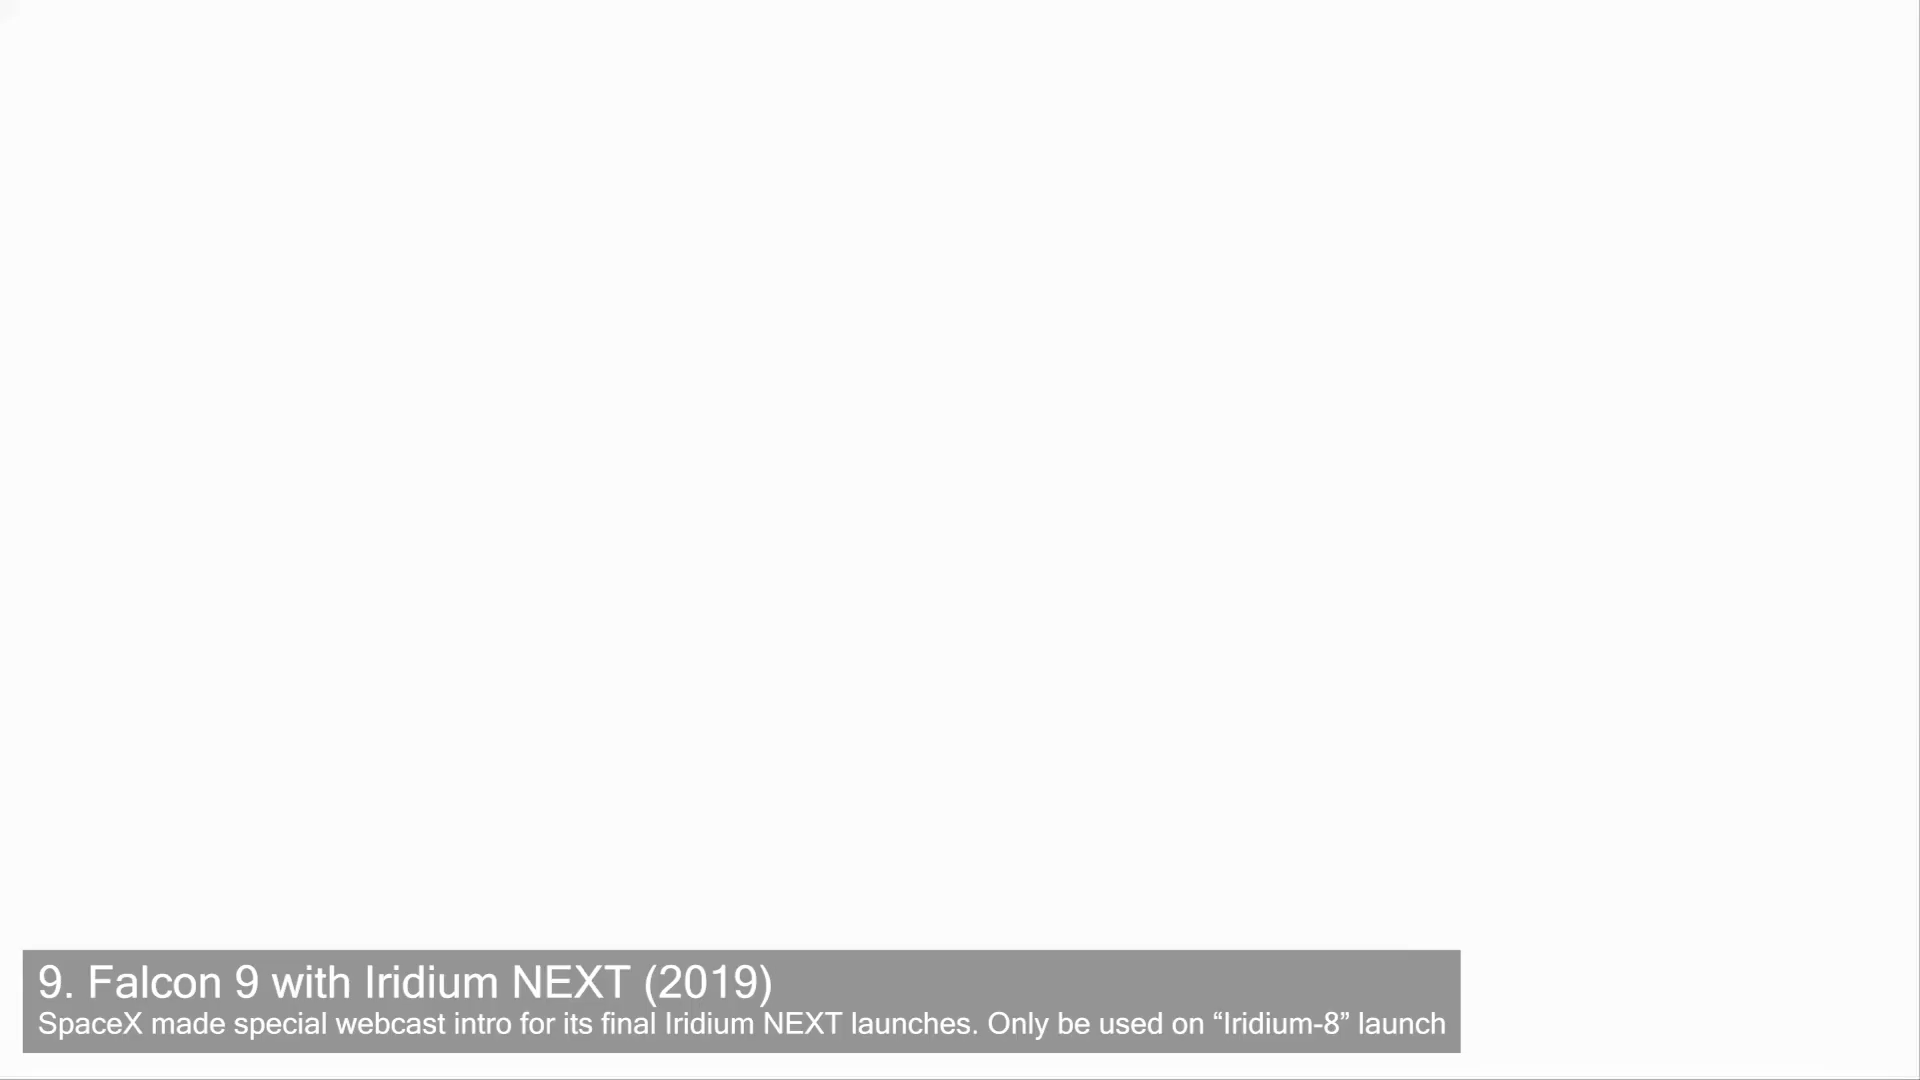 9. Falcon 9 with Iridium NEXT (2019)
SpaceX made special webcast intro for its final Iridium NEXT launches. Only be used on “Iridium-8” launch